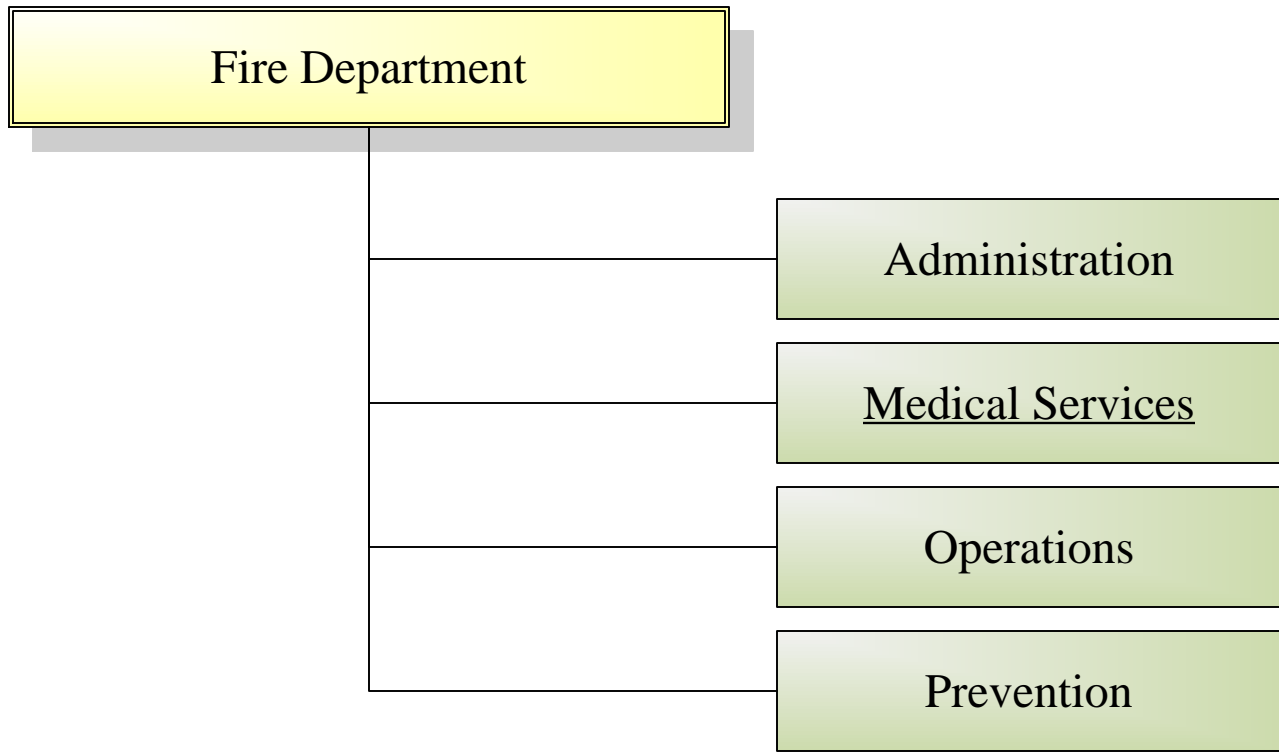 Fire Department
Administration
Medical Services
Operations
Prevention